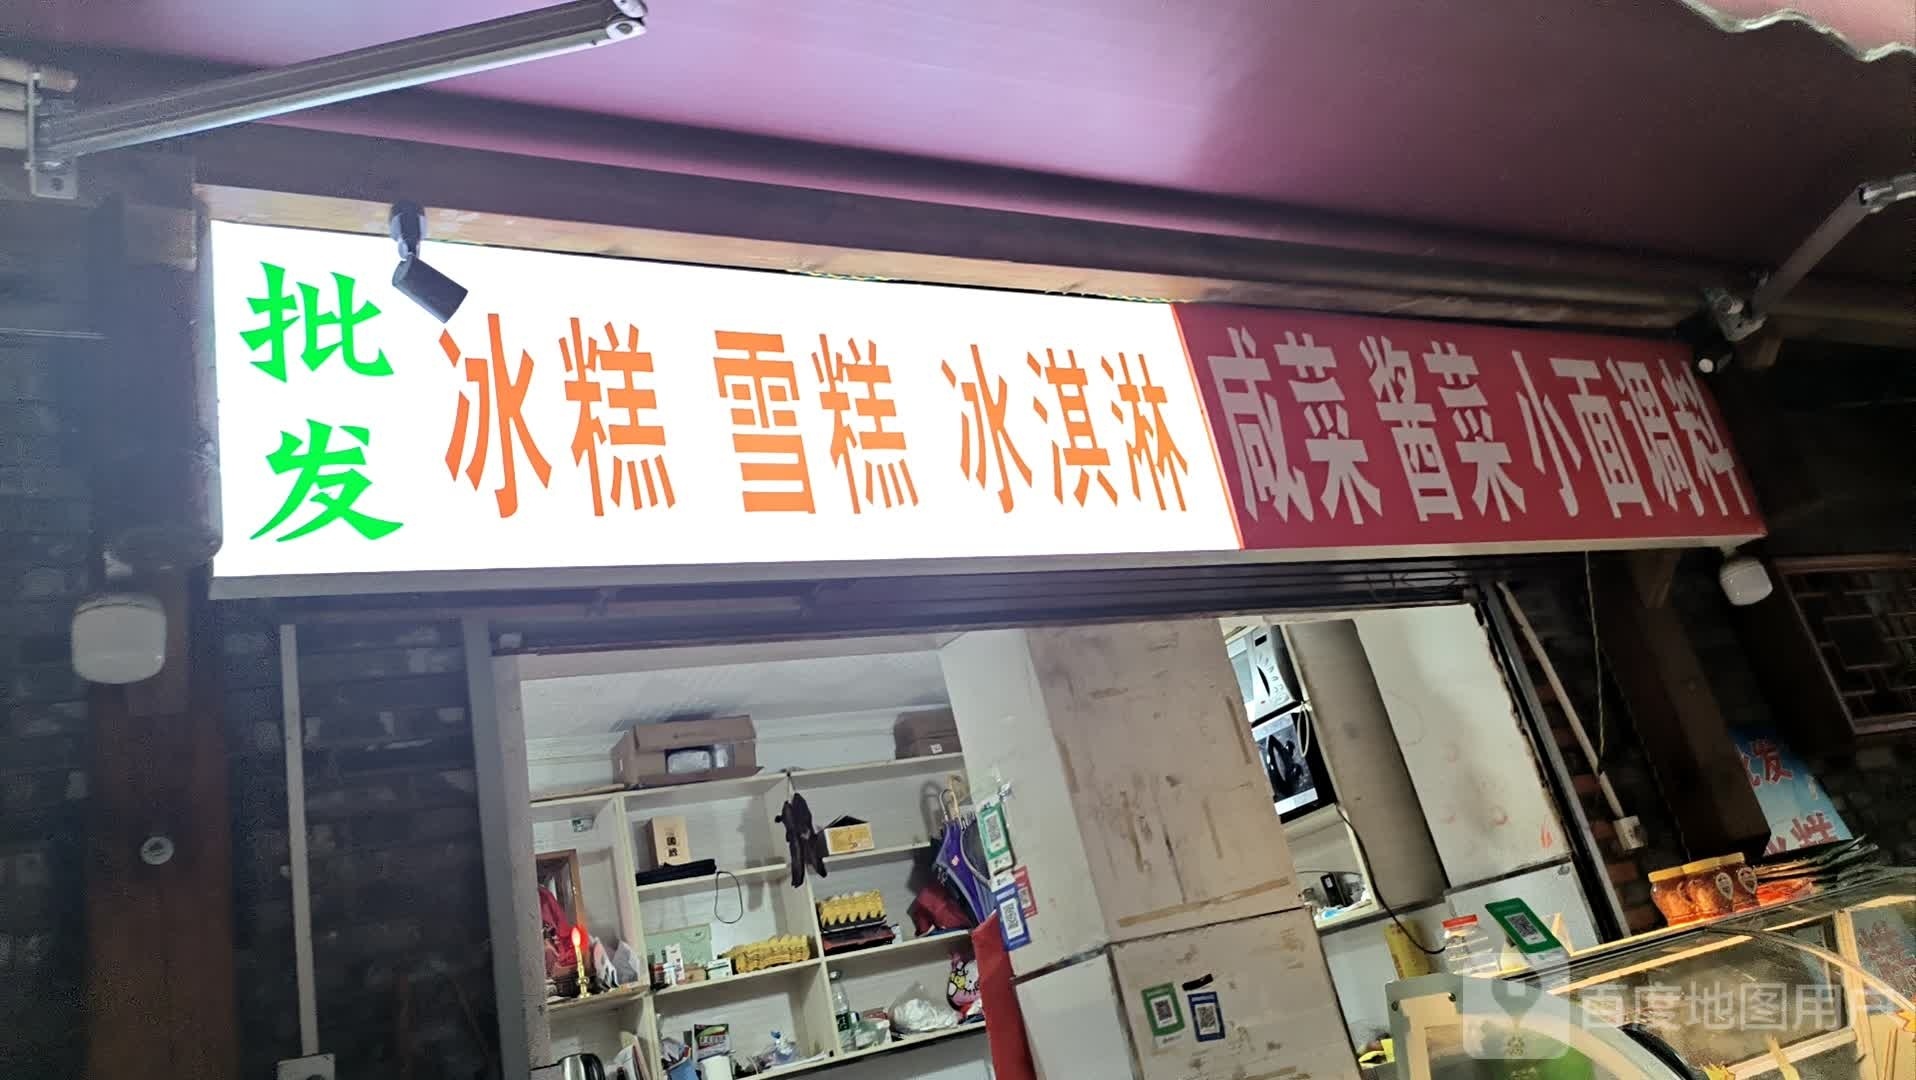 批发
冰糕 雪糕 冰淇淋
咸菜 酱菜 小面调料
百度地图用户